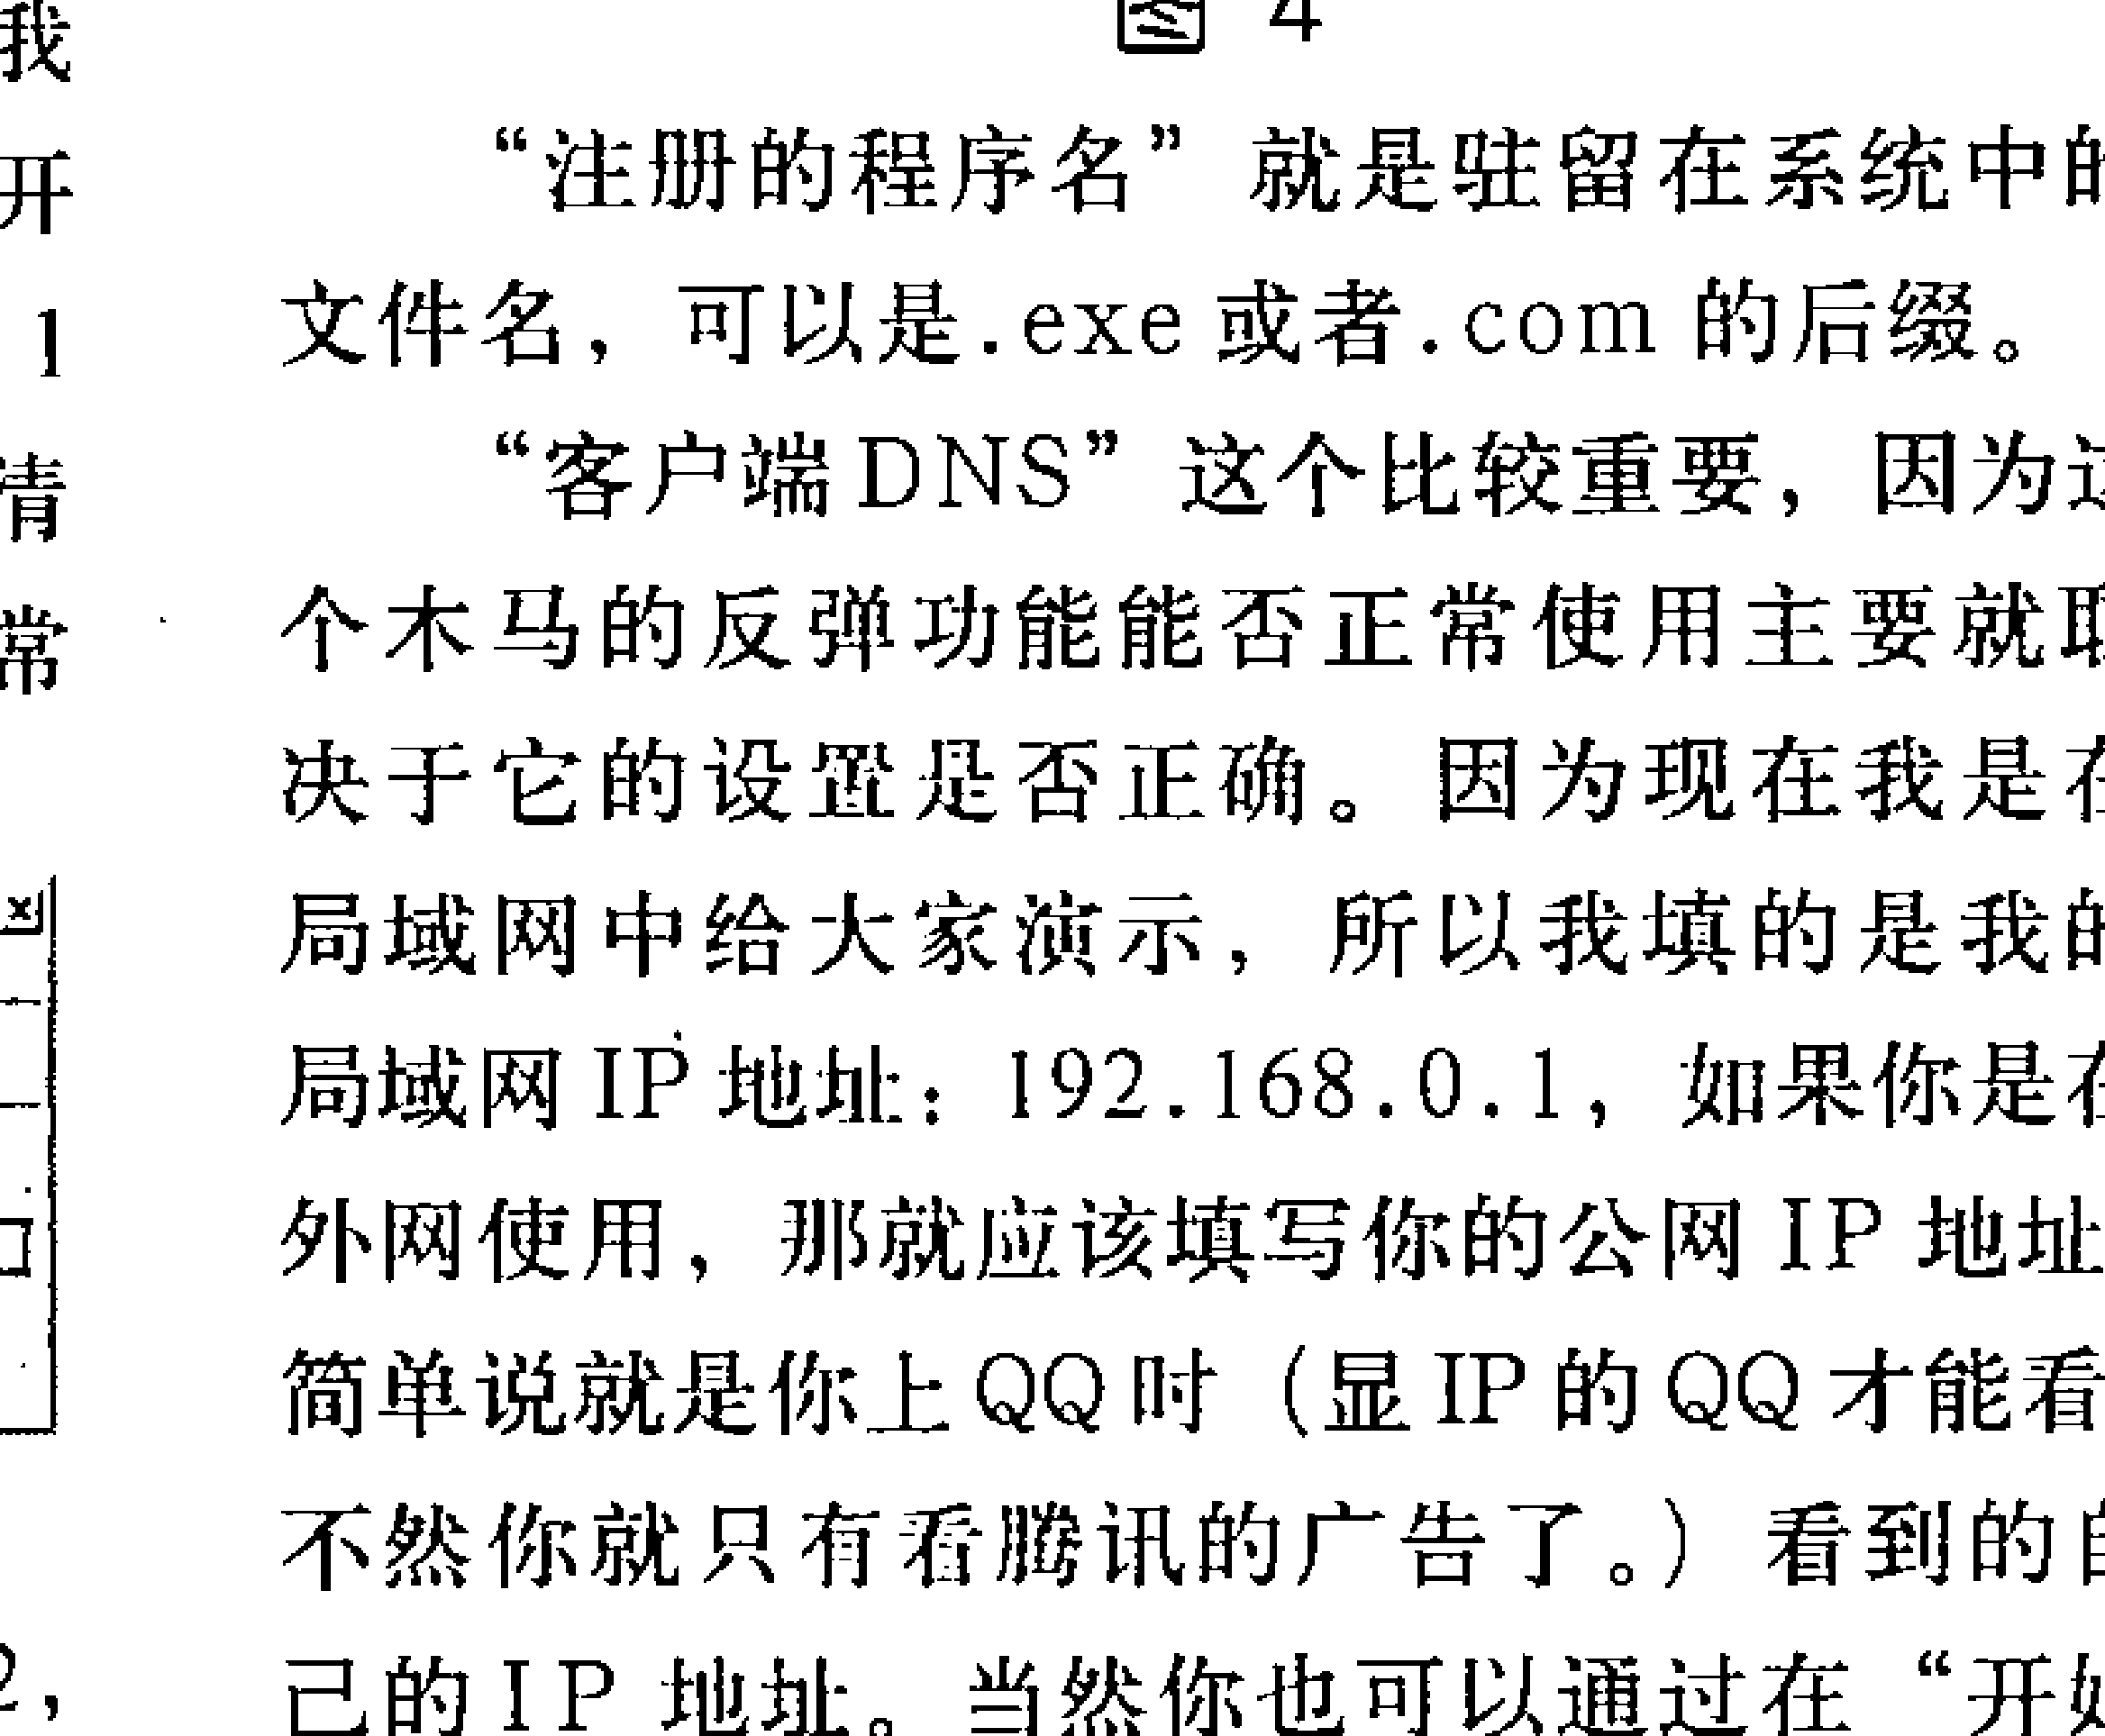 我
开
1
情
常
2,
图 4
“注册的程序名”就是驻留在系统中的
文件名，可以是.exe或者.com的后缀。
“客户端DNS”这个比较重要，因为这
个木马的反弹功能能否正常使用主要就取
决于它的设置是否正确。因为现在我是在
局域网中给大家演示，所以我填的是我的
局域网IP地址：192.168.0.1，如果你是在
外网使用，那就应该填写你的公网IP地址
简单说就是你上QQ时（显IP的QQ才能看
不然你就只有看腾讯的广告了。）看到的自
己的IP 地址。当然你也可以通过在“开始